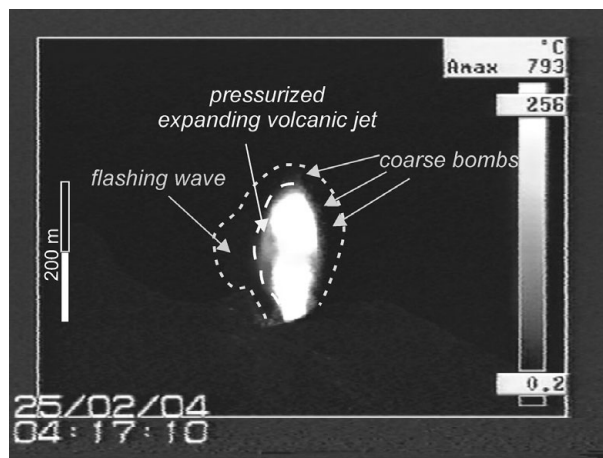 °C
Amax 793
256
pressurized
expanding volcanic jet
coarse bombs
flashing wave
200 m
0.2
25/02/04
04:17:10